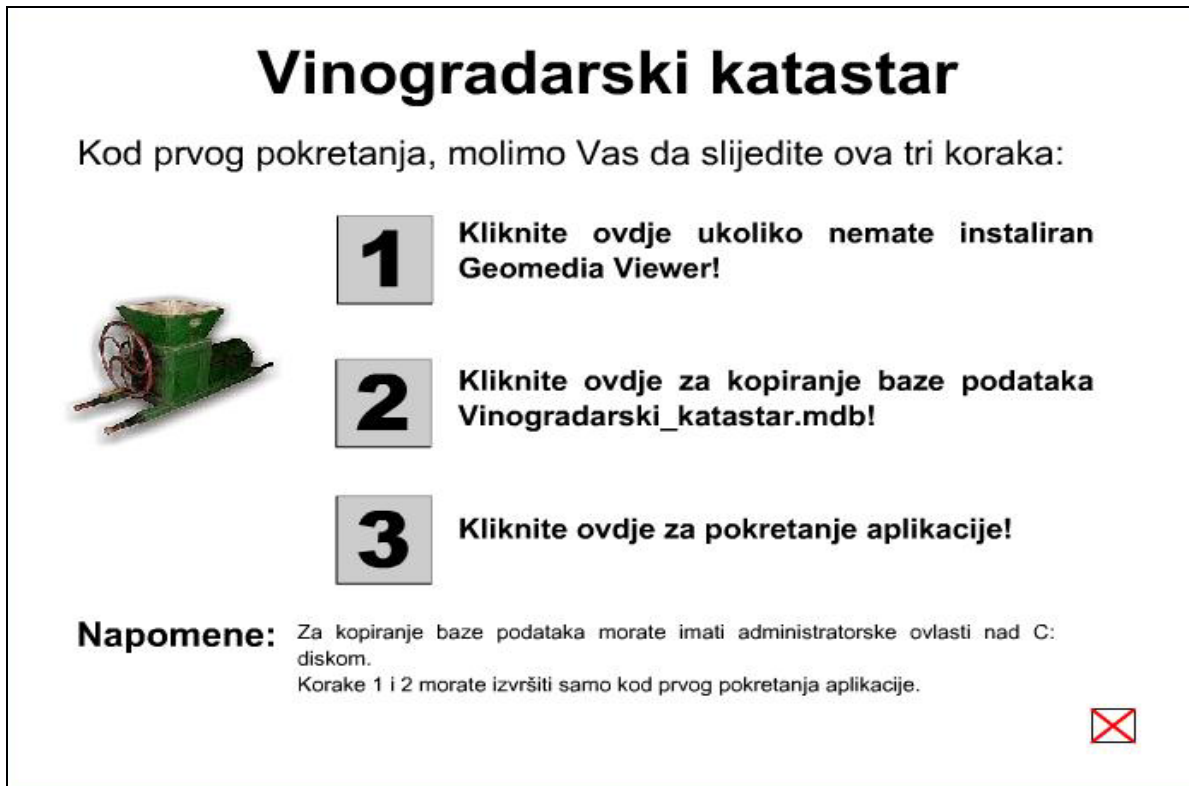 Vinogradarski katastar
Kod prvog pokretanja, molimo Vas da slijedite ova tri koraka:
1
Kliknite ovdje ukoliko nemate instaliran
Geomedia Viewer!
2
Kliknite ovdje za kopiranje baze podataka
Vinogradarski_katastar.mdb!
3
Kliknite ovdje za pokretanje aplikacije!
Napomene:
Za kopiranje baze podataka morate imati administratorske ovlasti nad C:
diskom.
Korake 1 i 2 morate izvršiti samo kod prvog pokretanja aplikacije.